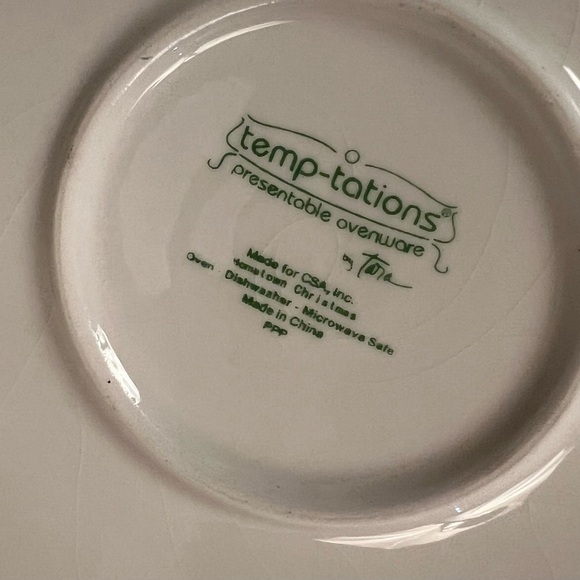 temp-tations®
presentable ovenware
by Tara
Made for CSA, Inc.
Hometown Christmas
Oven - Dishwasher - Microwave Safe
Made in China
PPP